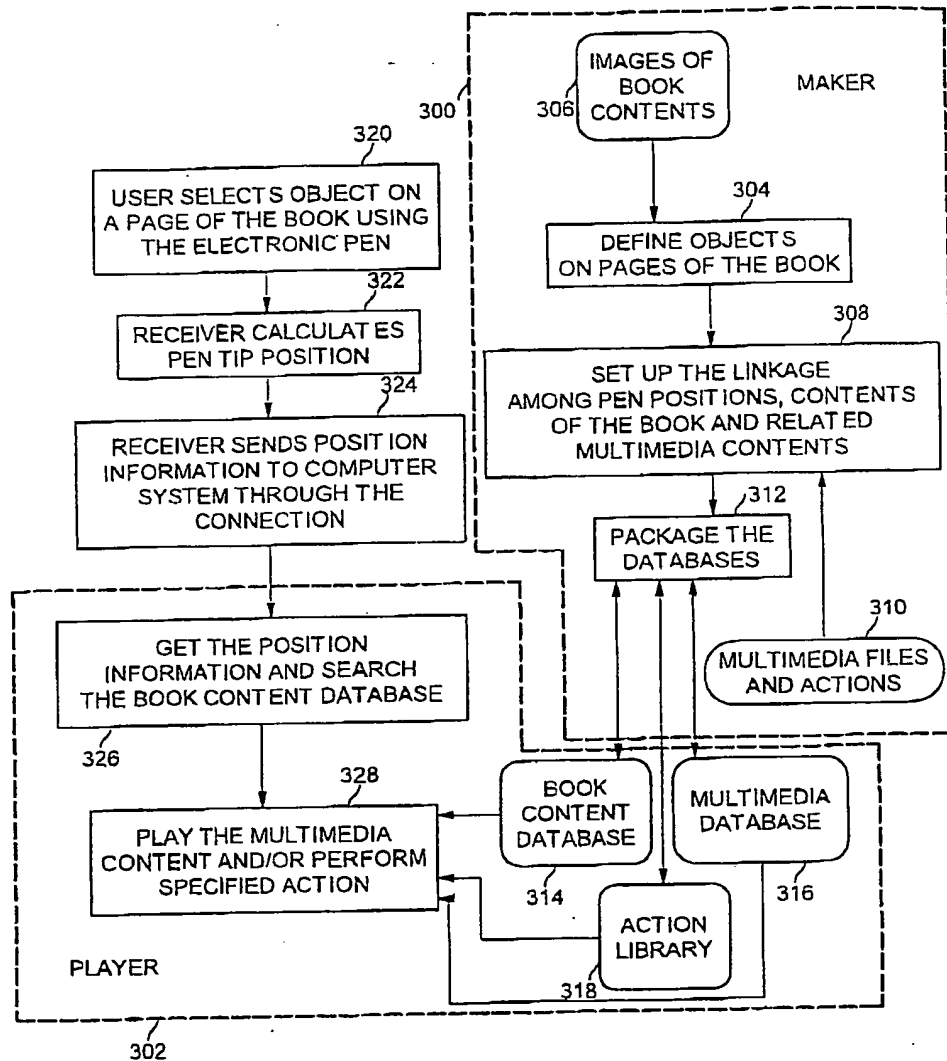 300
306
IMAGES OF
BOOK
CONTENTS
MAKER
304
DEFINE OBJECTS
ON PAGES OF THE BOOK
308
SET UP THE LINKAGE
AMONG PEN POSITIONS, CONTENTS
OF THE BOOK AND RELATED
MULTIMEDIA CONTENTS
312
PACKAGE THE
DATABASES
310
MULTIMEDIA FILES
AND ACTIONS
320
USER SELECTS OBJECT ON
A PAGE OF THE BOOK USING
THE ELECTRONIC PEN
322
RECEIVER CALCULATES
PEN TIP POSITION
324
RECEIVER SENDS POSITION
INFORMATION TO COMPUTER
SYSTEM THROUGH THE
CONNECTION
GET THE POSITION
INFORMATION AND SEARCH
THE BOOK CONTENT DATABASE
326
328
PLAY THE MULTIMEDIA
CONTENT AND/OR PERFORM
SPECIFIED ACTION
BOOK
CONTENT
DATABASE
314
MULTIMEDIA
DATABASE
316
ACTION
LIBRARY
318
PLAYER
302